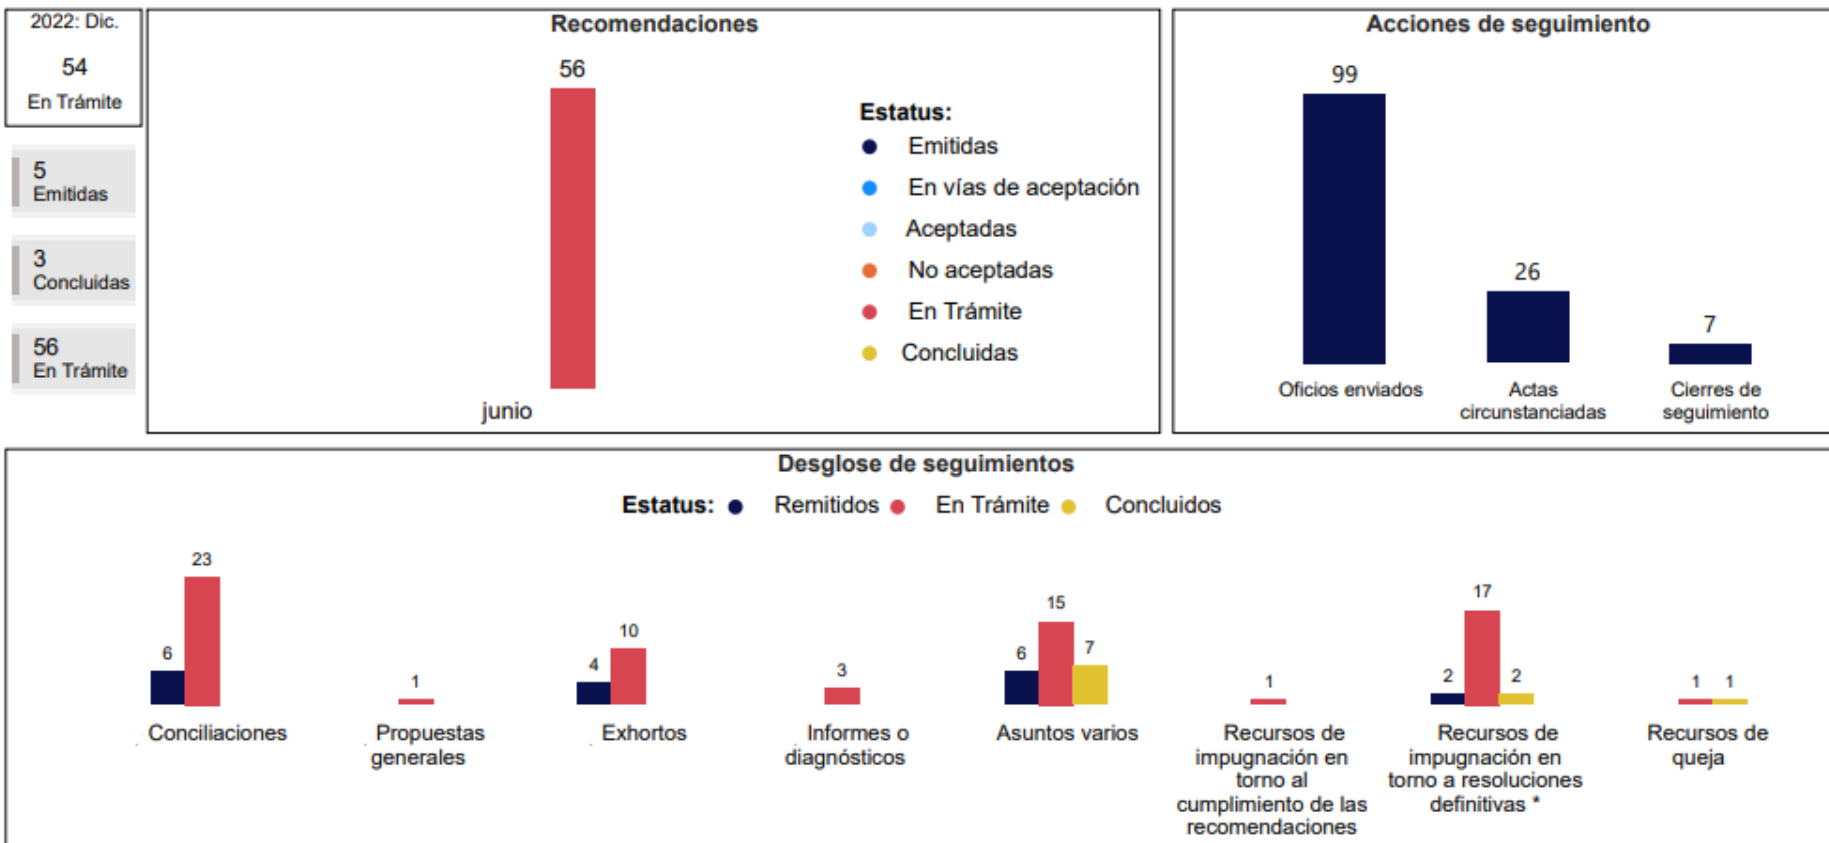 2022: Dic.
54
En Trámite
5
Emitidas
3
Concluidas
56
En Trámite
Recomendaciones
56
junio
Estatus:
Emitidas
En vías de aceptación
Aceptadas
No aceptadas
En Trámite
Concluidas
Acciones de seguimiento
99
26
7
Oficios enviados
Actas
circunstanciadas
Cierres de
seguimiento
Desglose de seguimientos
Estatus: Remitidos En Trámite Concluidos
6
23
1
4
10
3
6
15
7
1
2
17
2
1
1
Conciliaciones
Propuestas
generales
Exhortos
Informes o
diagnósticos
Asuntos varios
Recursos de
impugnación en
torno al
cumplimiento de las
recomendaciones
Recursos de
impugnación en
torno a resoluciones
definitivas *
Recursos de
queja